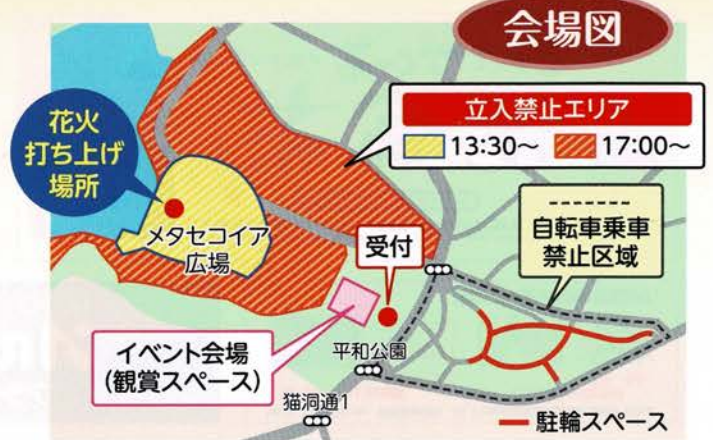 会場図
花火
打ち上げ
場所
立入禁止エリア
13:30～ 17:00～
メタセコイア
広場
受付
自転車乗車
禁止区域
イベント会場
(観賞スペース)
平和公園
猫洞通1
駐輪スペース